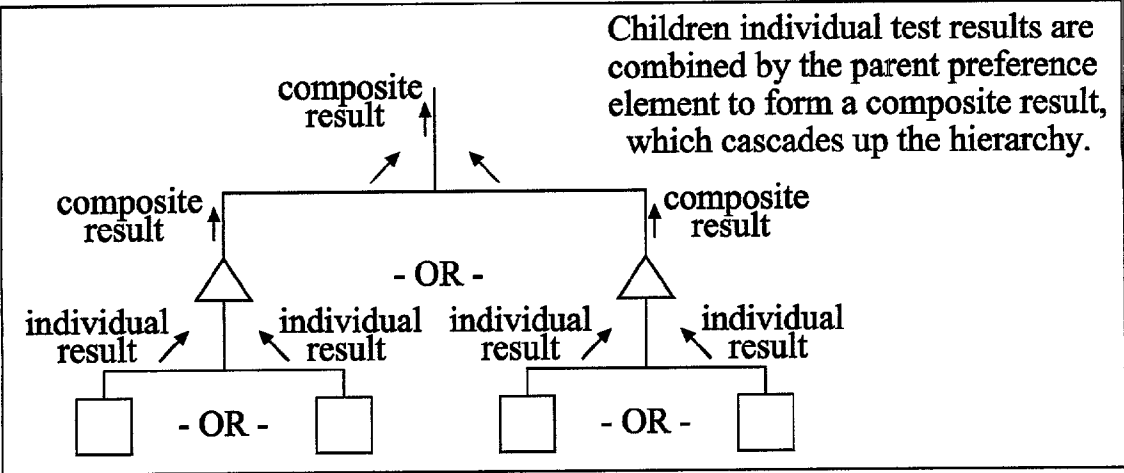 Children individual test results are
combined by the parent preference
element to form a composite result,
which cascades up the hierarchy.
composite
result
composite
result
composite
result
- OR -
individual
result
individual
result
individual
result
individual
result
- OR -
- OR -